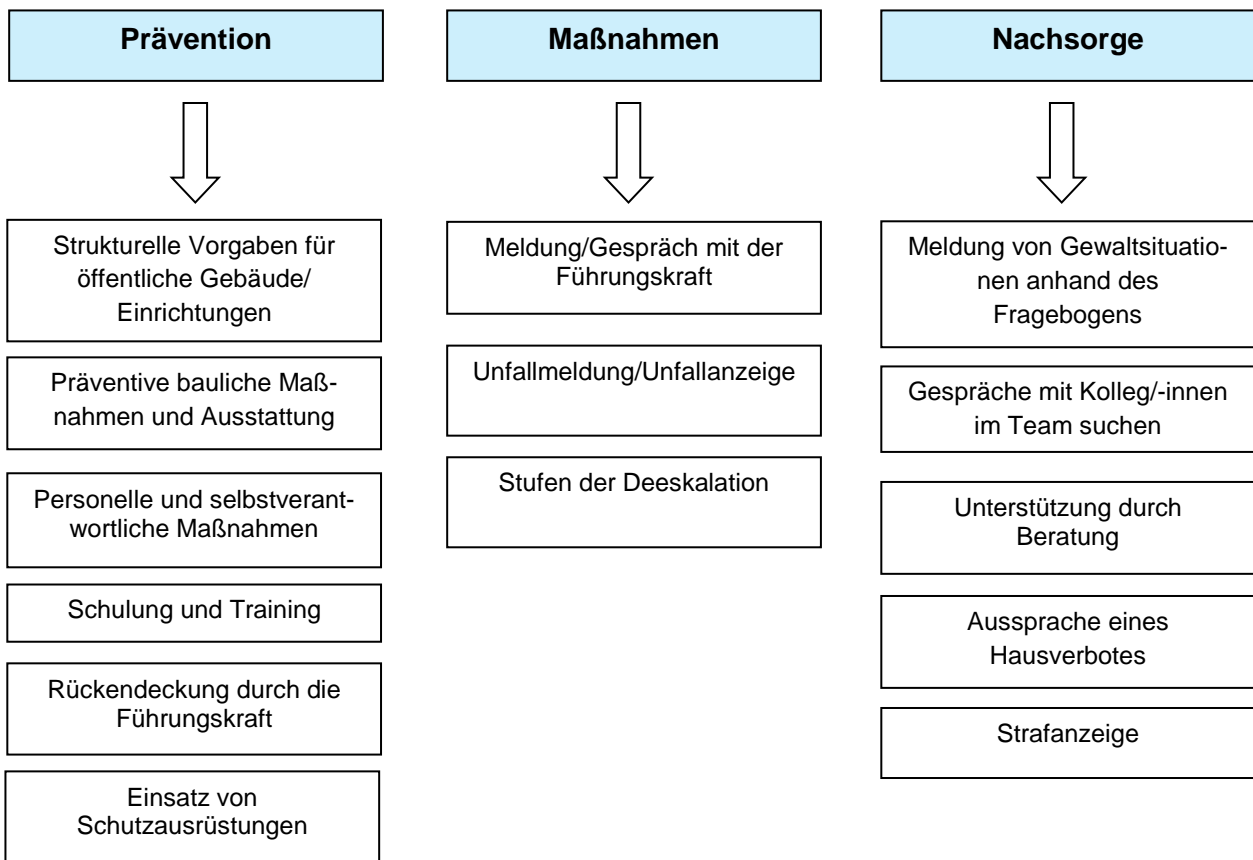 Prävention
Strukturelle Vorgaben für
öffentliche Gebäude/
Einrichtungen
Präventive bauliche Maß-
nahmen und Ausstattung
Personelle und selbstverant-
wortliche Maßnahmen
Schulung und Training
Rückendeckung durch die
Führungskraft
Einsatz von
Schutzausrüstungen
Maßnahmen
Meldung/Gespräch mit der
Führungskraft
Unfallmeldung/Unfallanzeige
Stufen der Deeskalation
Nachsorge
Meldung von Gewaltsituatio-
nen anhand des
Fragebogens
Gespräche mit Kolleg/-innen
im Team suchen
Unterstützung durch
Beratung
Aussprache eines
Hausverbotes
Strafanzeige